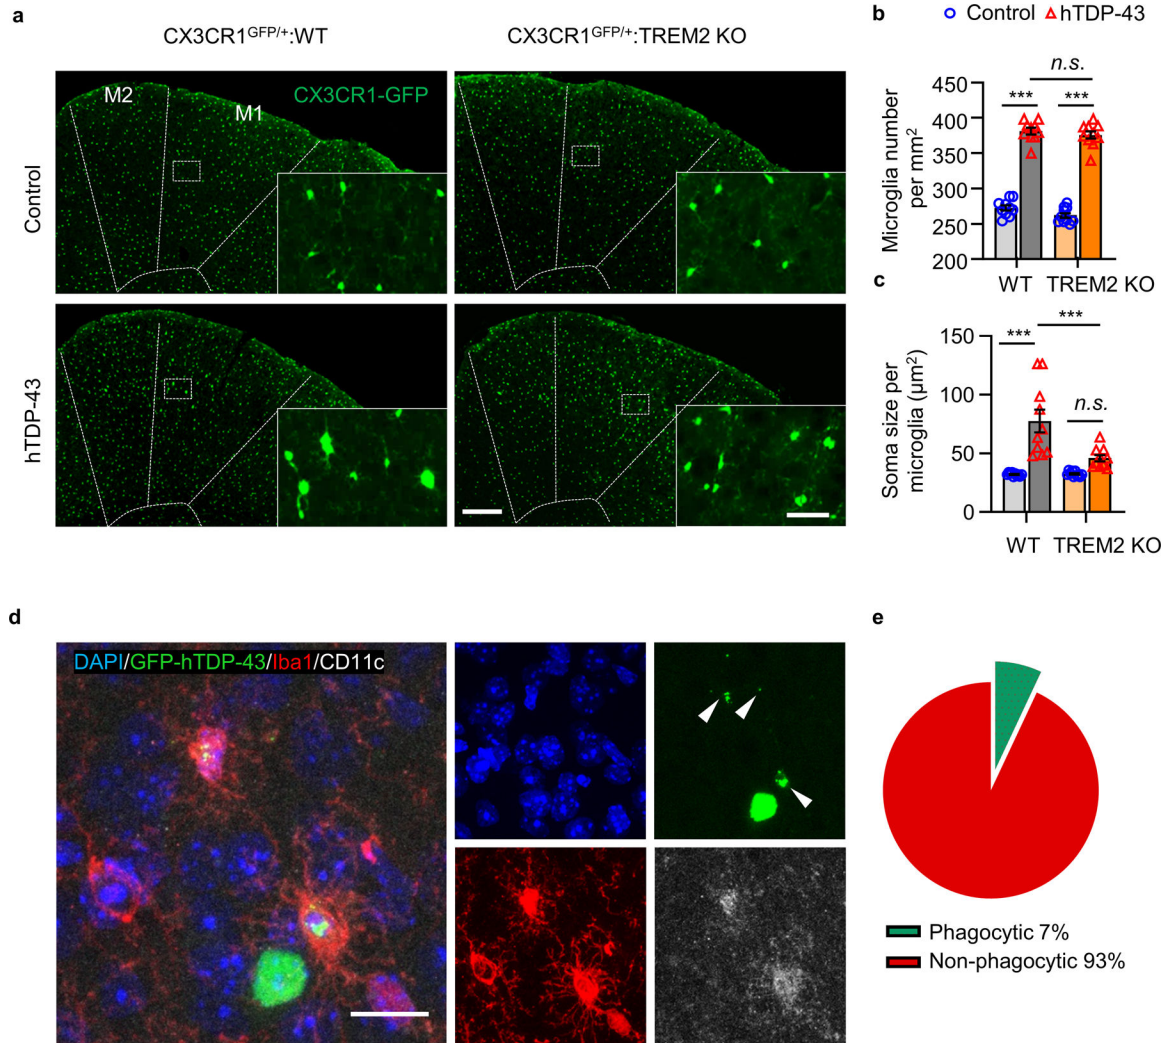 a
CX3CR1GFP/+:WT
CX3CR1GFP/+:TREM2 KO
M2
M1
CX3CR1-GFP
Control
hTDP-43
b
Control
hTDP-43
n.s.
***
***
450
400
350
300
250
200
Microglia number
per mm2
WT
TREM2 KO
c
***
***
n.s.
150
100
50
0
Soma size per
microglia (μm2)
WT
TREM2 KO
d
DAPI/GFP-hTDP-43/Iba1/CD11c
e
Phagocytic 7%
Non-phagocytic 93%